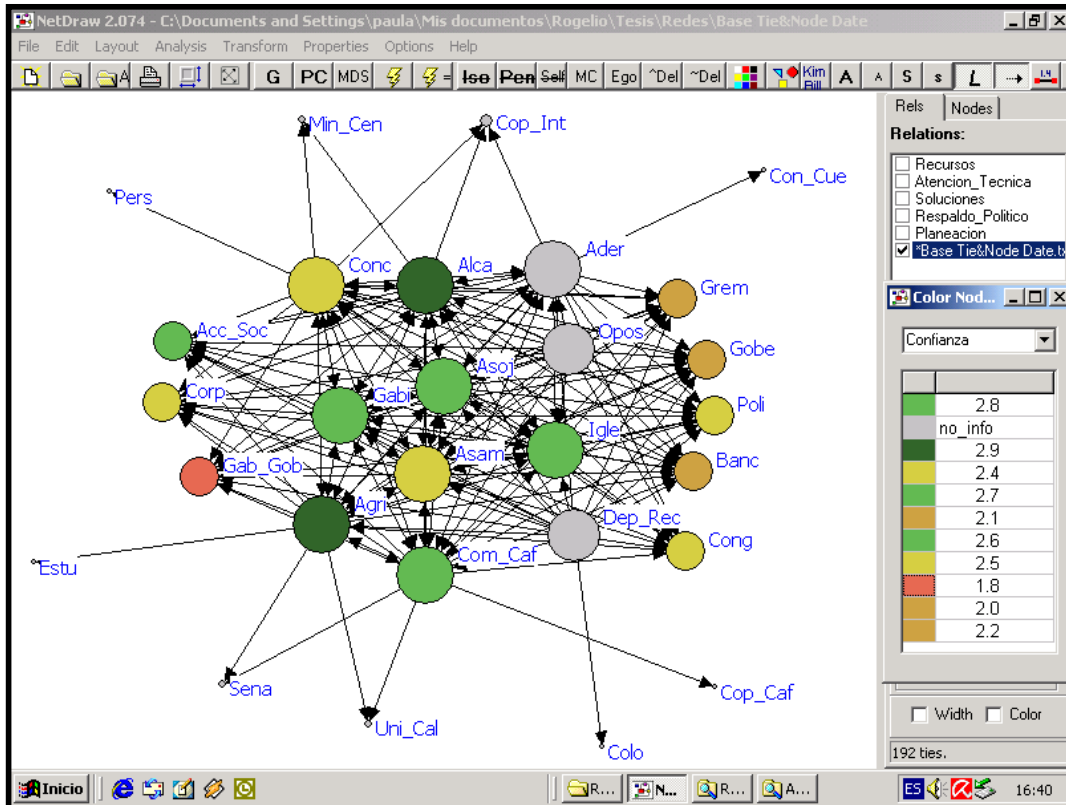 NetDraw 2.074 - C:\Documents and Settings\paula\Mis documentos\Rogelio\Tesis\Redes\Base Tie&Node Date
File Edit Layout Analysis Transform Properties Options Help
A G PC MDS = Iso Pen Self MC Ego ^Del ~Del Kim Bill A A S s L
Rels Nodes
Relations:
Recursos
Atencion_Tecnica
Soluciones
Respaldo_Politico
Planeacion
*Base Tie&Node Date.t
Min_Cen
Cop_Int
Con_Cue
Pers
Ader
Conc
Alca
Grem
Acc_Soc
Opos
Gobe
Asoj
Corp
Gabi
Poli
Igle
Asam
Gab_Gob
Banc
Agri
Dep_Rec
Com_Caf
Cong
Estu
Sena
Cop_Caf
Uni_Cal
Colo
Color Nod...
Confianza
2.8
no_info
2.9
2.4
2.7
2.1
2.6
2.5
1.8
2.0
2.2
Width Color
192 ties.
Inicio R... N... R... A... ES 16:40